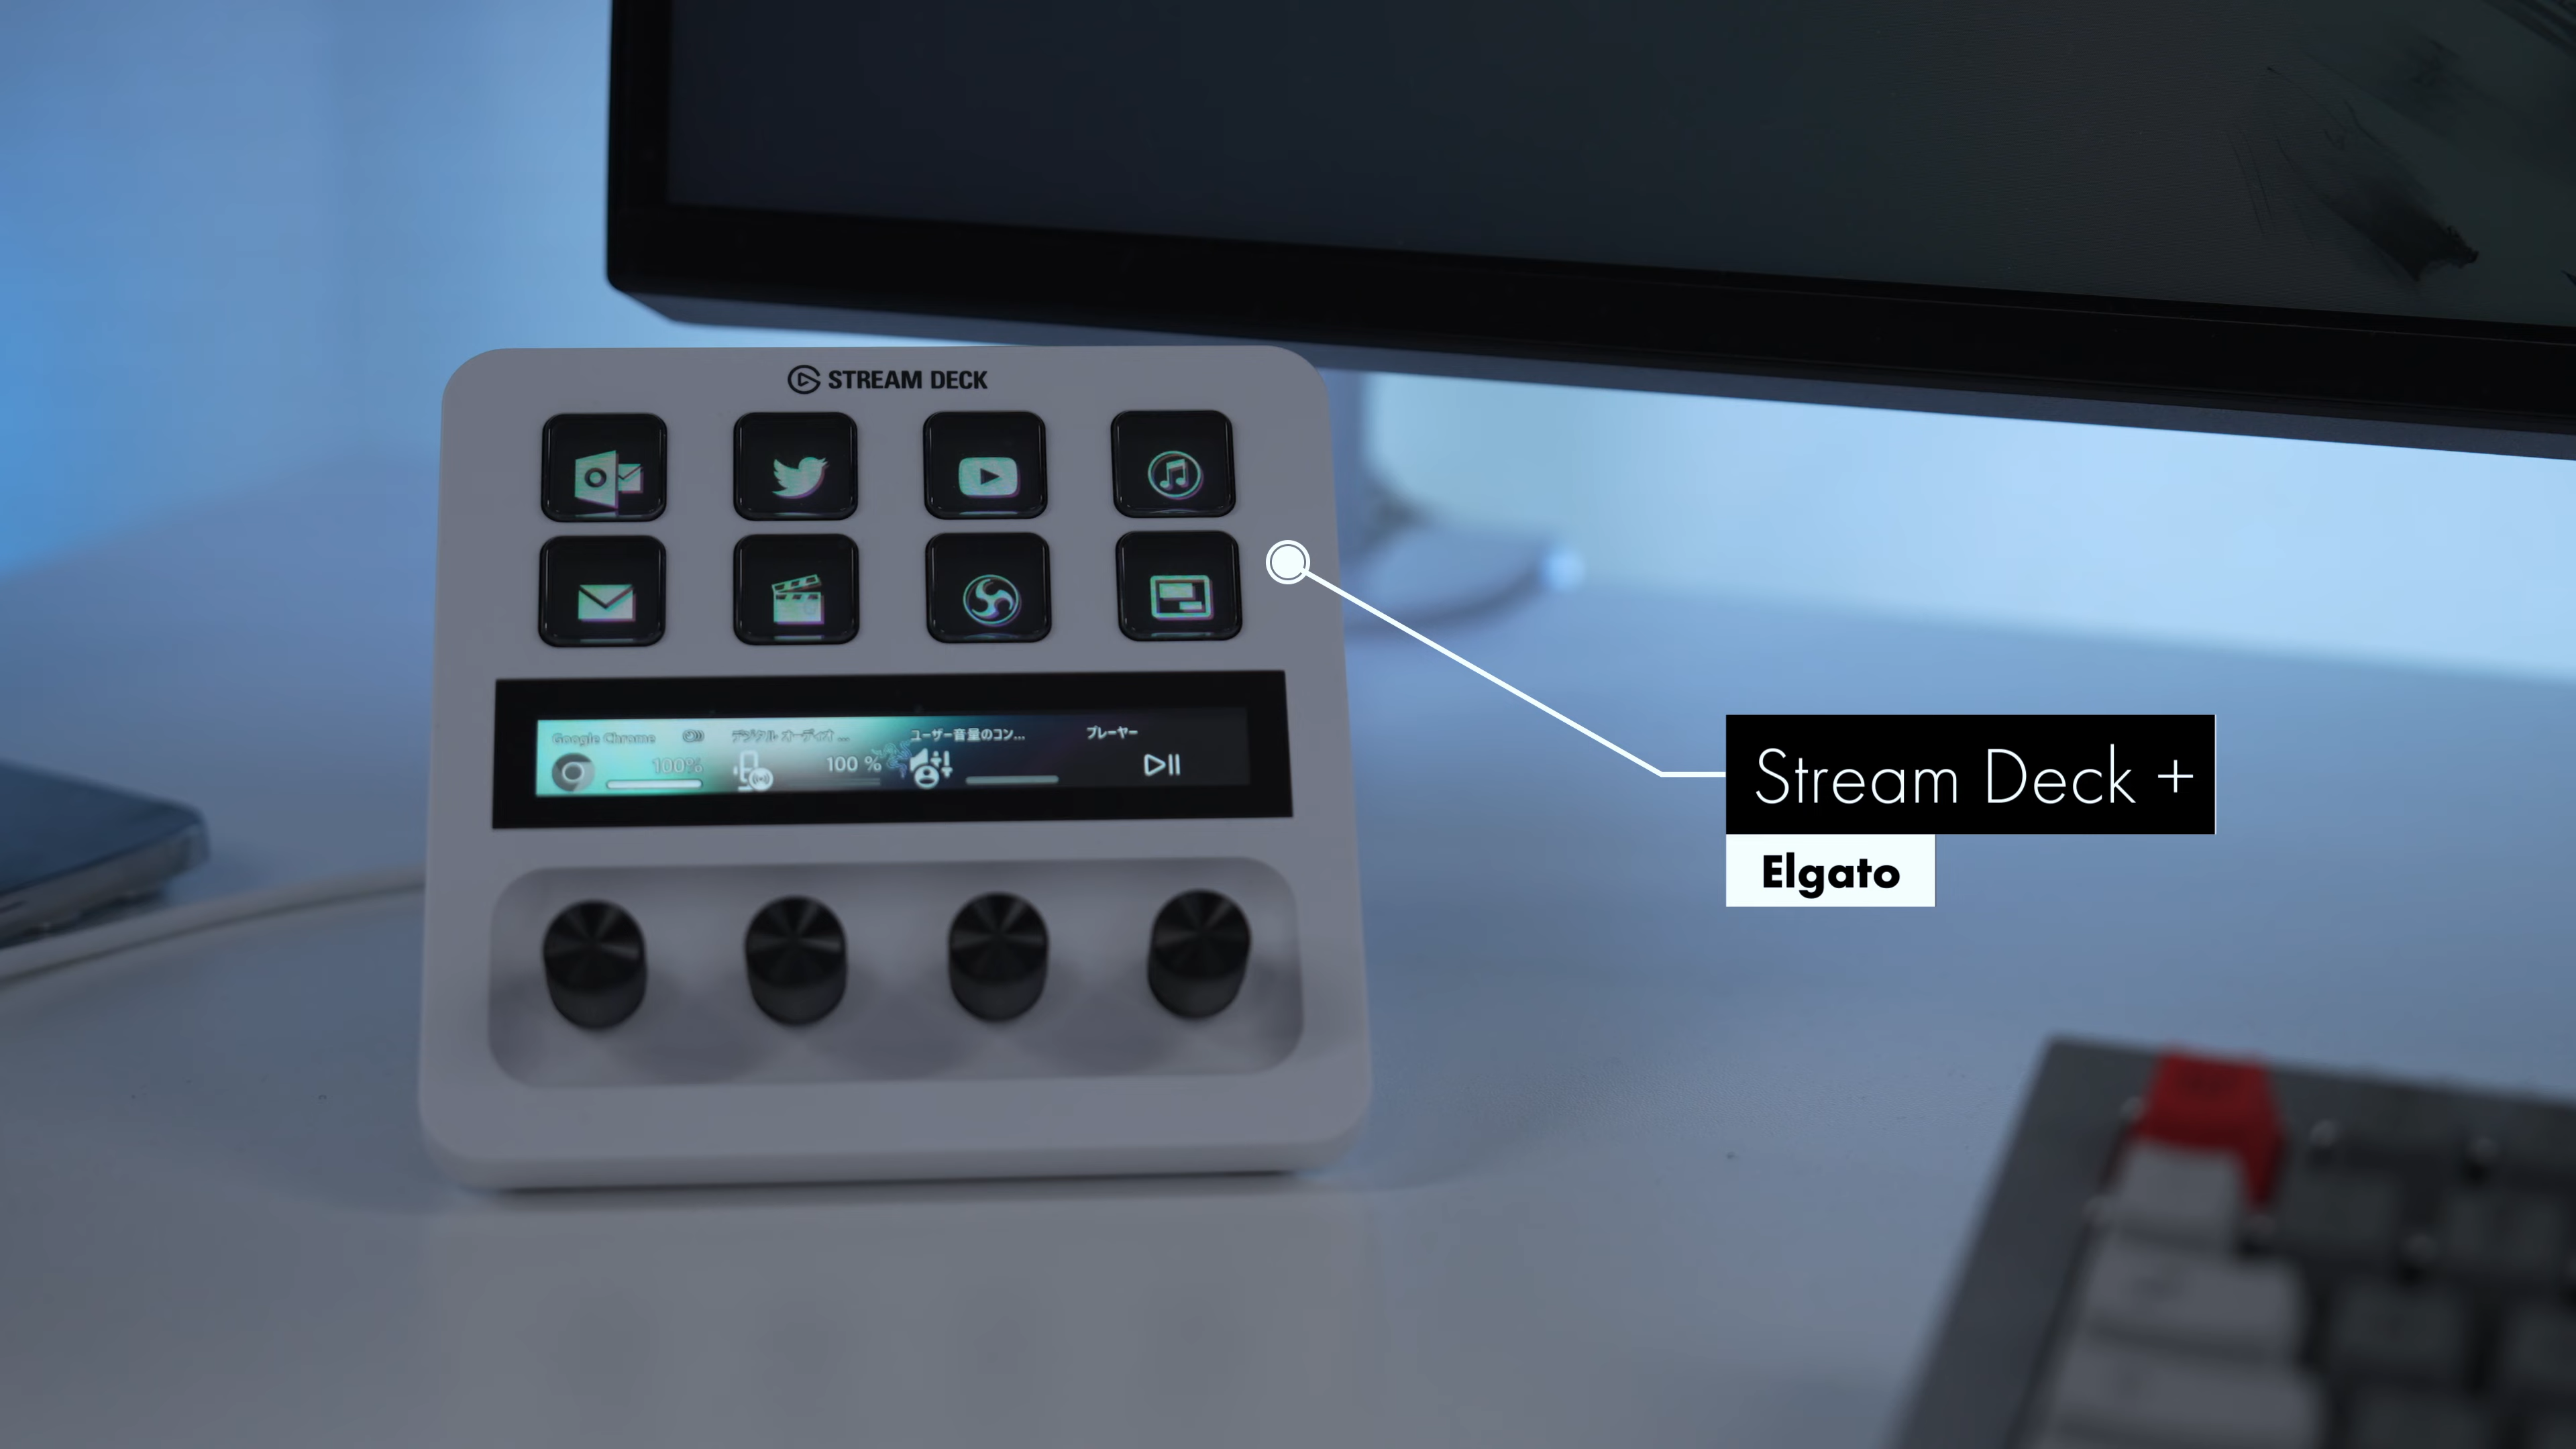 STREAM DECK
Google Chrome
100%
デジタル オーディオ ...
100 %
ユーザー音量のコン...
プレーヤー
Stream Deck +
Elgato